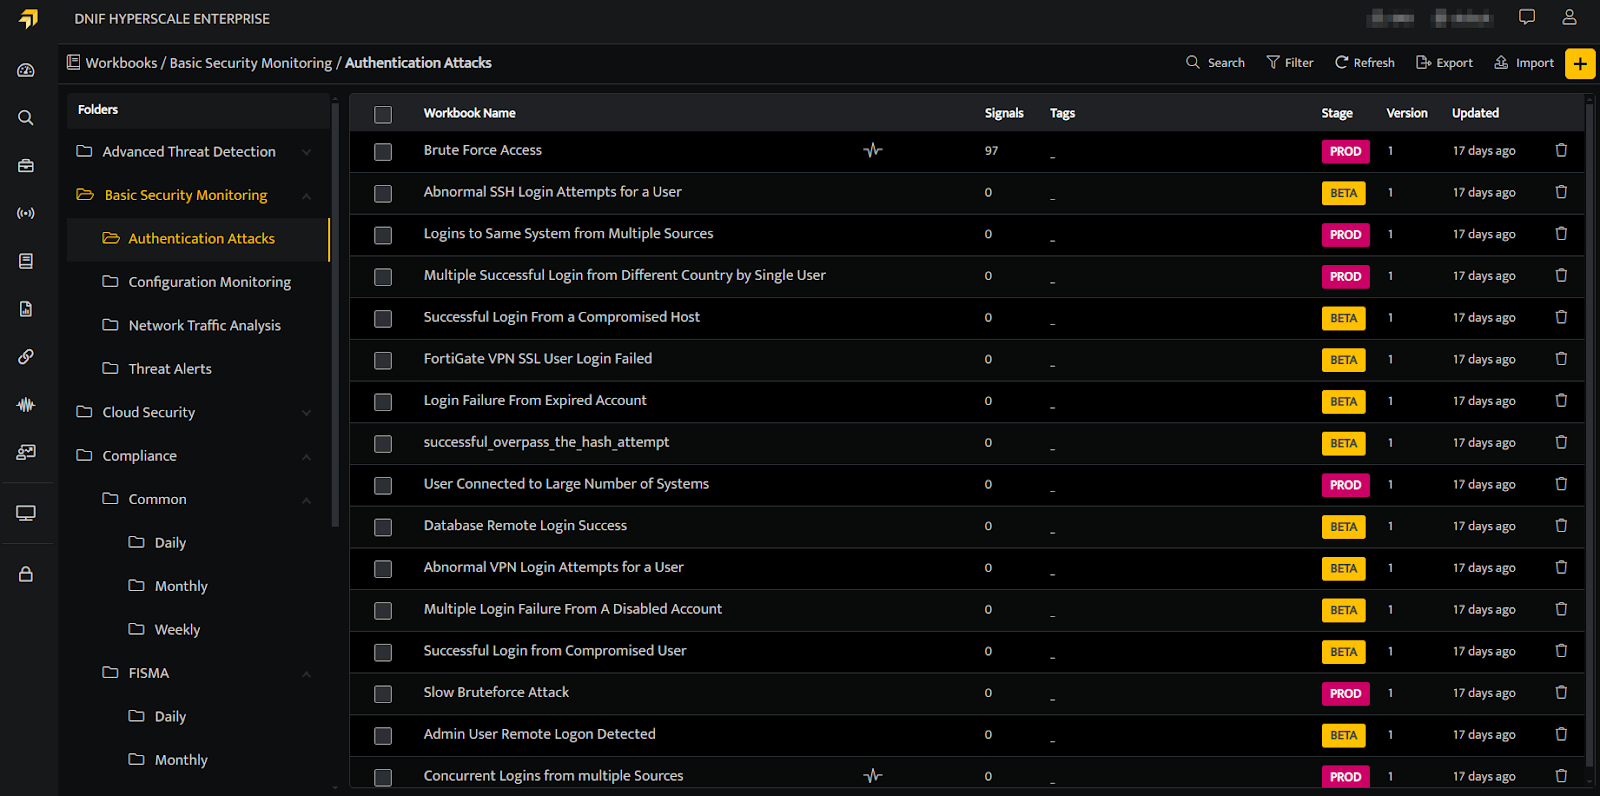 DNIF HYPERSCALE ENTERPRISE
Workbooks / Basic Security Monitoring / Authentication Attacks
Search Filter Refresh Export Import
Folders
Advanced Threat Detection
Basic Security Monitoring
Authentication Attacks
Configuration Monitoring
Network Traffic Analysis
Threat Alerts
Cloud Security
Compliance
Common
Daily
Monthly
Weekly
FISMA
Daily
Monthly
Workbook Name Signals Tags Stage Version Updated
Brute Force Access 97 _ PROD 1 17 days ago
Abnormal SSH Login Attempts for a User 0 _ BETA 1 17 days ago
Logins to Same System from Multiple Sources 0 _ PROD 1 17 days ago
Multiple Successful Login from Different Country by Single User 0 _ PROD 1 17 days ago
Successful Login From a Compromised Host 0 _ BETA 1 17 days ago
FortiGate VPN SSL User Login Failed 0 _ BETA 1 17 days ago
Login Failure From Expired Account 0 _ BETA 1 17 days ago
successful_overpass_the_hash_attempt 0 _ BETA 1 17 days ago
User Connected to Large Number of Systems 0 _ PROD 1 17 days ago
Database Remote Login Success 0 _ BETA 1 17 days ago
Abnormal VPN Login Attempts for a User 0 _ BETA 1 17 days ago
Multiple Login Failure From A Disabled Account 0 _ BETA 1 17 days ago
Successful Login from Compromised User 0 _ BETA 1 17 days ago
Slow Bruteforce Attack 0 _ PROD 1 17 days ago
Admin User Remote Logon Detected 0 _ BETA 1 17 days ago
Concurrent Logins from multiple Sources 0 _ PROD 1 17 days ago